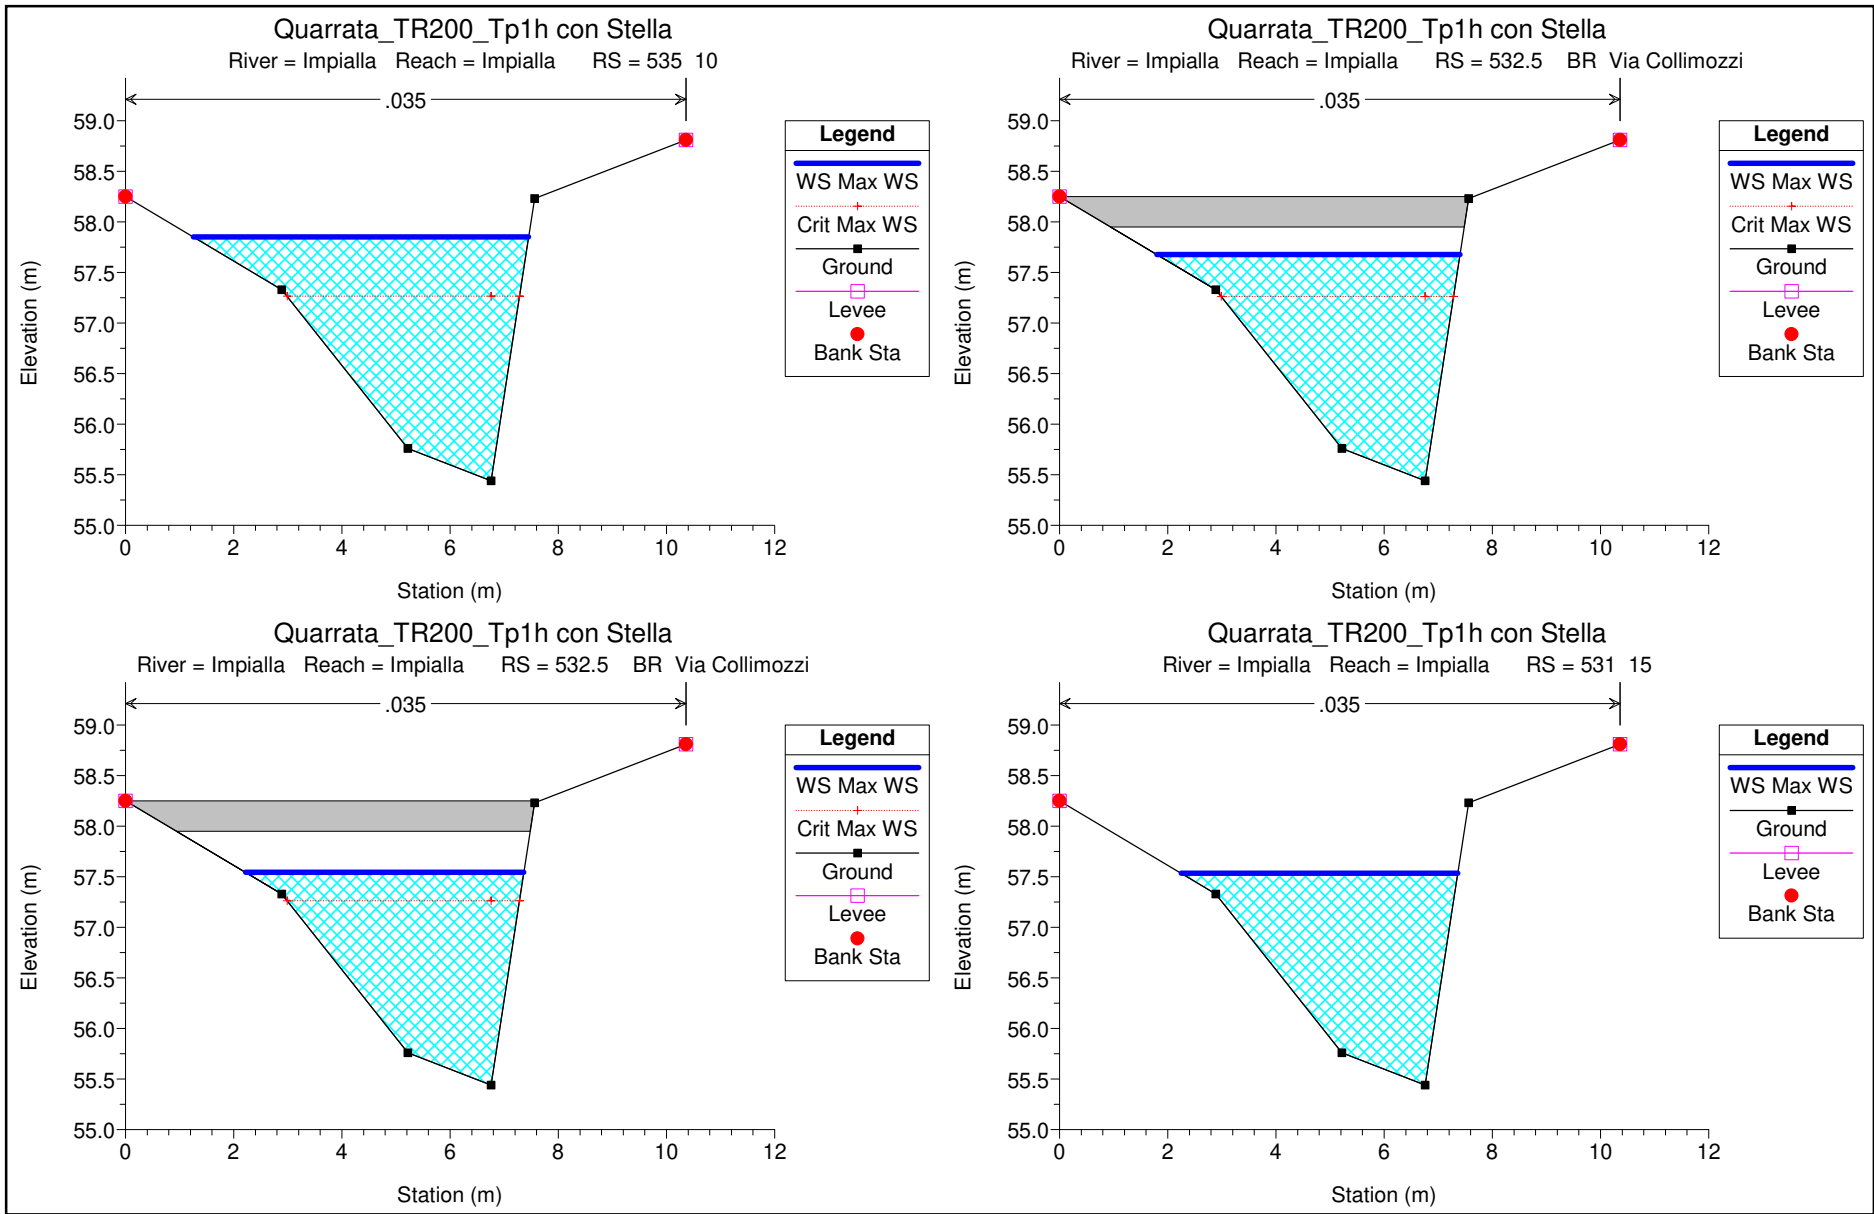 Quarrata_TR200_Tp1h con Stella
River = Impialla Reach = Impialla RS = 535 10
.035
59.0
58.5
58.0
57.5
57.0
56.5
56.0
55.5
55.0
Elevation (m)
0 2 4 6 8 10 12
Station (m)
Legend
WS Max WS
Crit Max WS
Ground
Levee
Bank Sta
Quarrata_TR200_Tp1h con Stella
River = Impialla Reach = Impialla RS = 532.5 BR Via Collimozzi
.035
59.0
58.5
58.0
57.5
57.0
56.5
56.0
55.5
55.0
Elevation (m)
0 2 4 6 8 10 12
Station (m)
Legend
WS Max WS
Crit Max WS
Ground
Levee
Bank Sta
Quarrata_TR200_Tp1h con Stella
River = Impialla Reach = Impialla RS = 532.5 BR Via Collimozzi
.035
59.0
58.5
58.0
57.5
57.0
56.5
56.0
55.5
55.0
Elevation (m)
0 2 4 6 8 10 12
Station (m)
Legend
WS Max WS
Crit Max WS
Ground
Levee
Bank Sta
Quarrata_TR200_Tp1h con Stella
River = Impialla Reach = Impialla RS = 531 15
.035
59.0
58.5
58.0
57.5
57.0
56.5
56.0
55.5
55.0
Elevation (m)
0 2 4 6 8 10 12
Station (m)
Legend
WS Max WS
Ground
Levee
Bank Sta